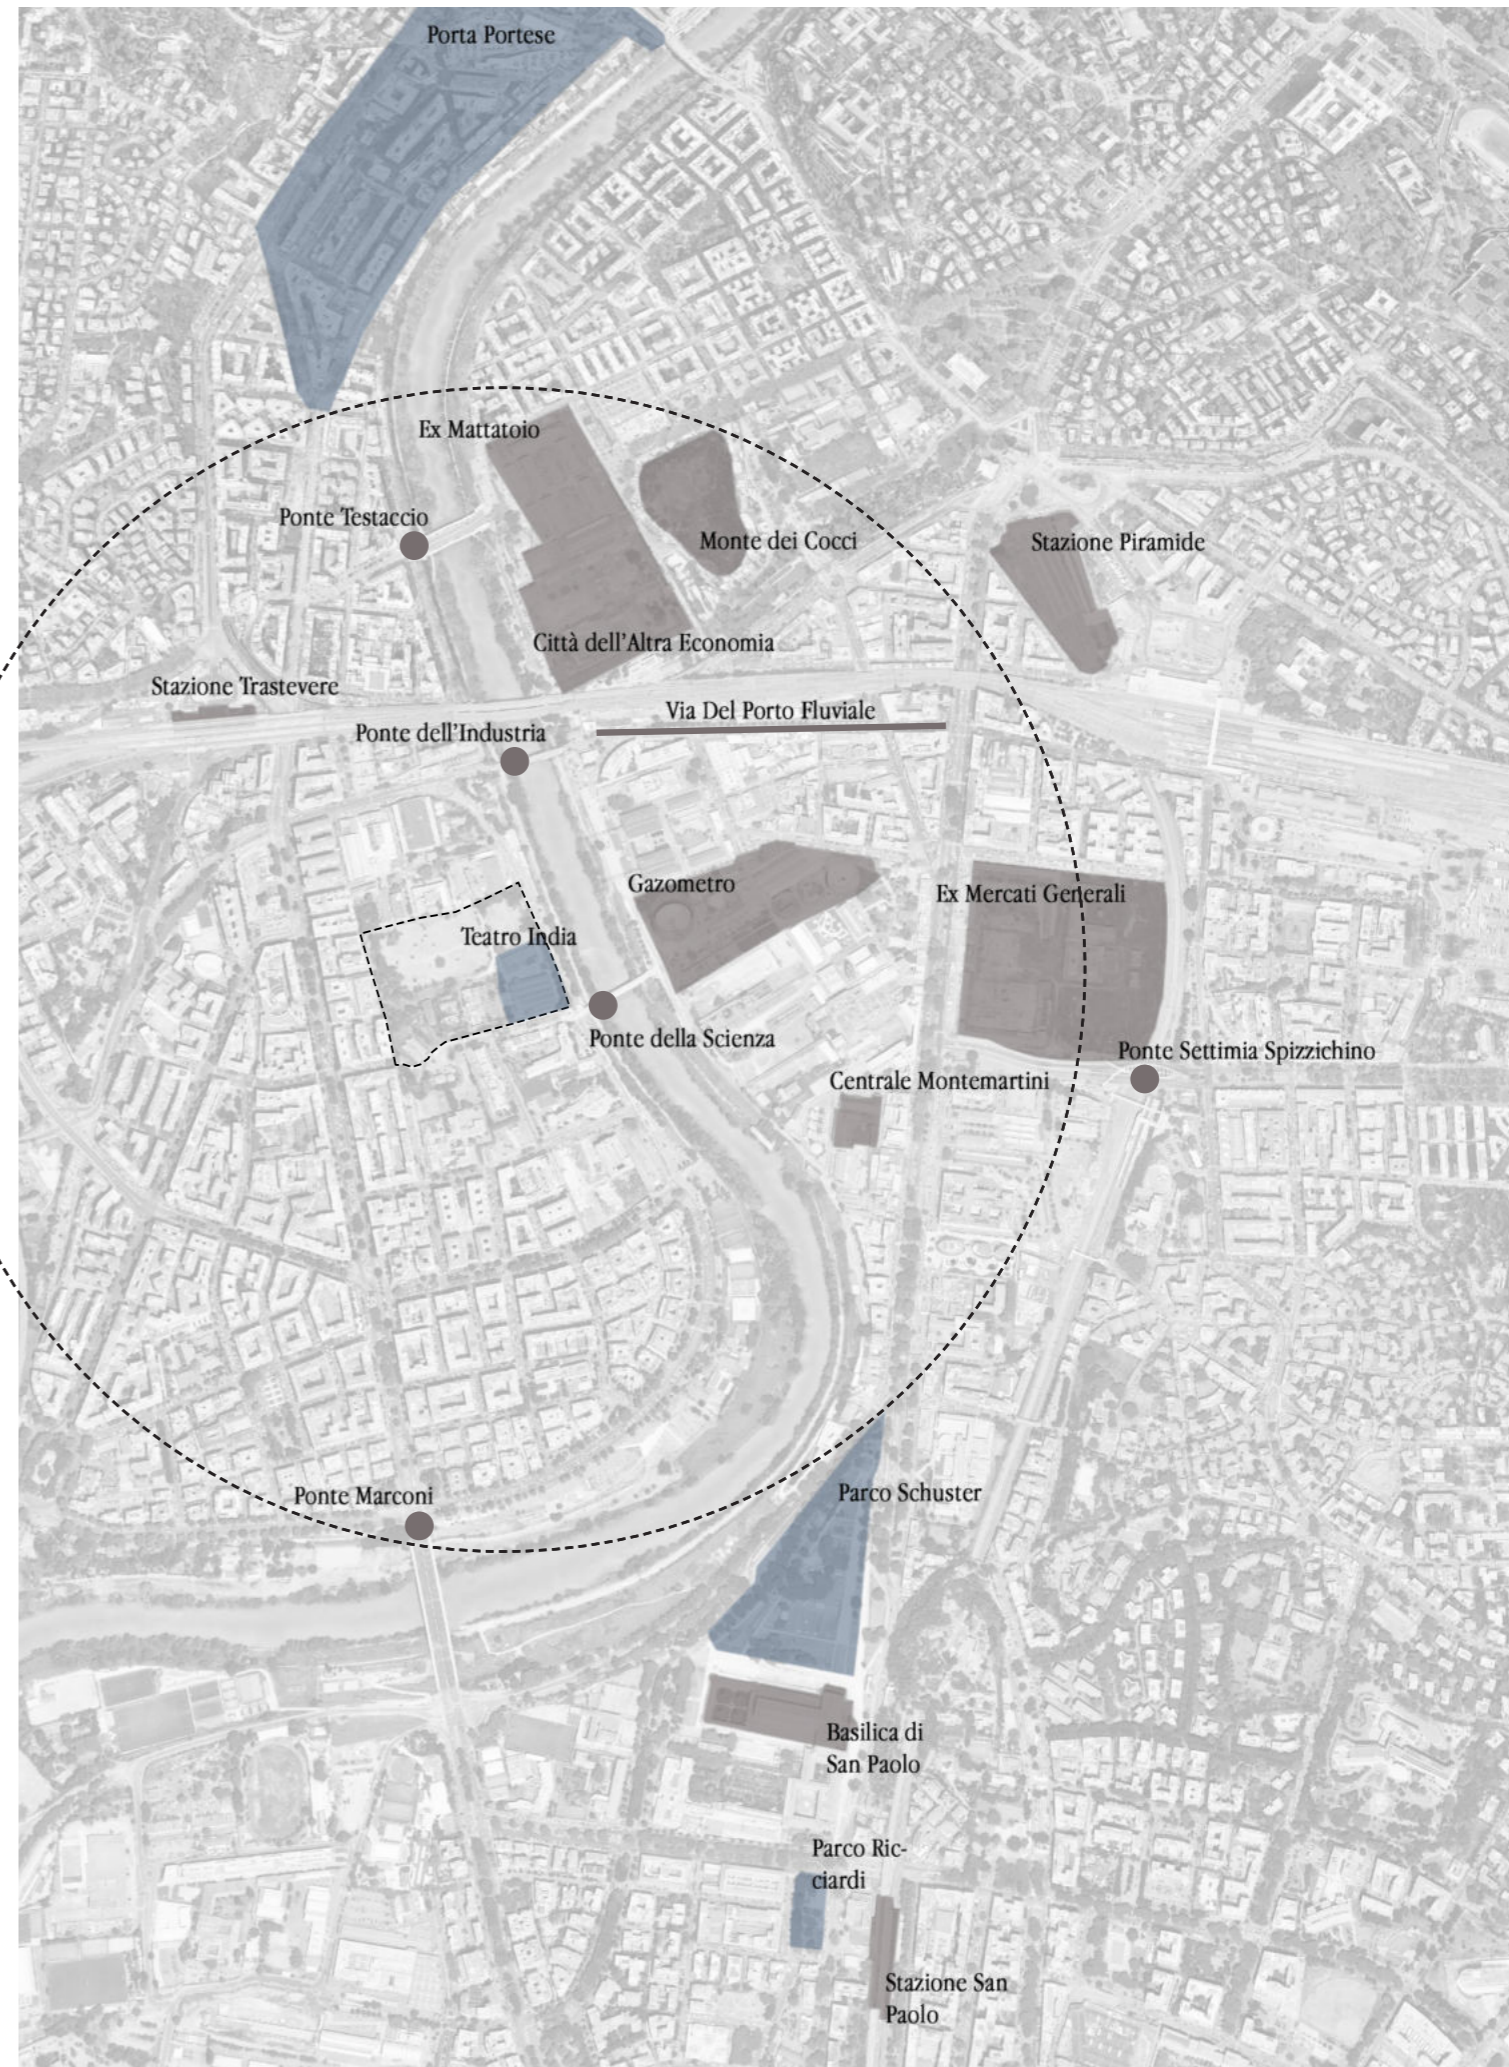 Porta Portese
Ex Mattatoio
Ponte Testaccio
Monte dei Cocci
Stazione Piramide
Città dell'Altra Economia
Stazione Trastevere
Via Del Porto Fluviale
Ponte dell'Industria
Gazometro
Ex Mercati Generali
Teatro India
Ponte della Scienza
Ponte Settimia Spizzichino
Centrale Montemartini
Parco Schuster
Ponte Marconi
Basilica di
San Paolo
Parco Ric-
ciardi
Stazione San
Paolo